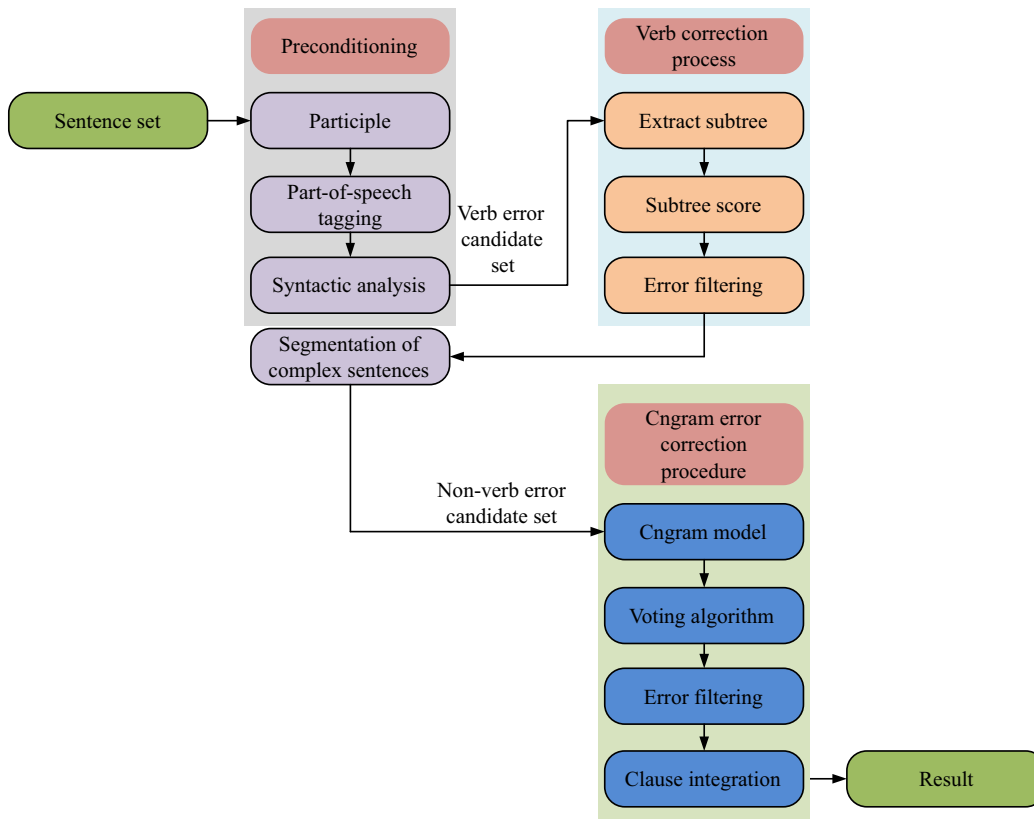 Preconditioning
Sentence set
Participle
Part-of-speech
tagging
Syntactic analysis
Verb error
candidate
set
Verb correction
process
Extract subtree
Subtree score
Error filtering
Segmentation of
complex sentences
Non-verb error
candidate set
Cngram error
correction
procedure
Cngram model
Voting algorithm
Error filtering
Clause integration
Result